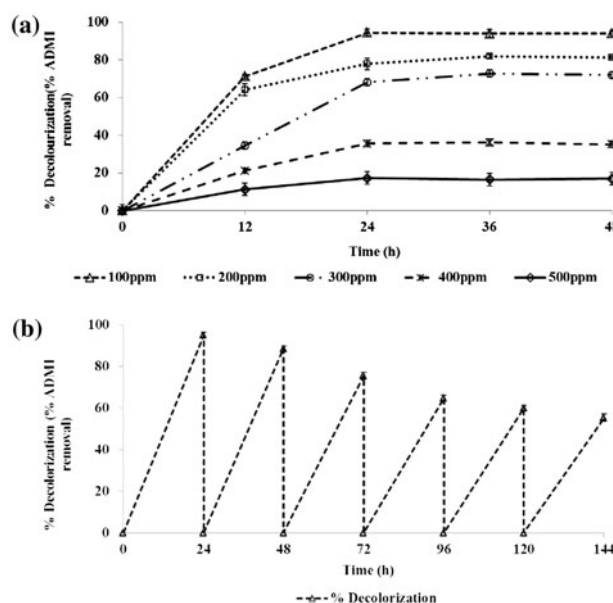 (a)
% Decolourization(% ADMI
removal)
100
80
60
40
20
0
0 12 24 36 48
Time (h)
100ppm 200ppm 300ppm 400ppm 500ppm
(b)
% Decolorization (% ADMI
removal)
100
80
60
40
20
0
0 24 48 72 96 120 144
Time (h)
% Decolorization